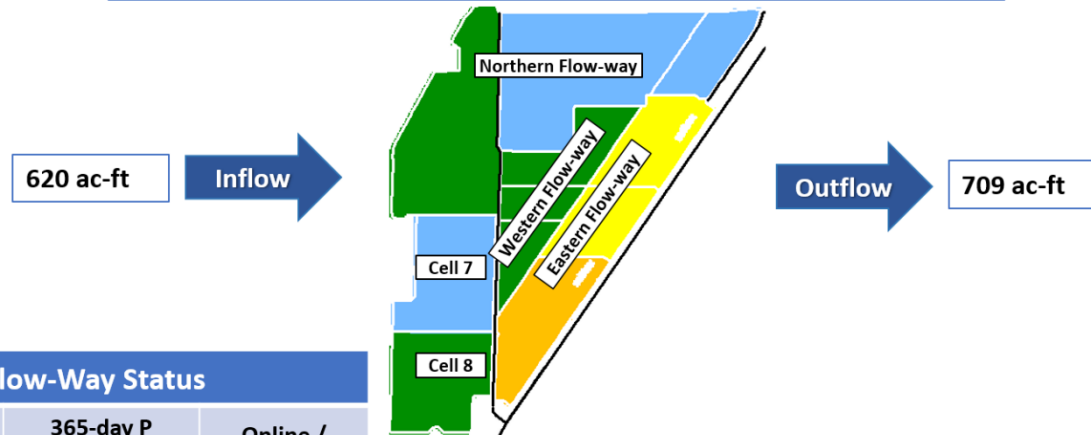 Northern Flow-way
620 ac-ft
Inflow
Western Flow-way
Eastern Flow-way
Outflow
709 ac-ft
Cell 7
Cell 8
low-Way Status
365-day P
Online /